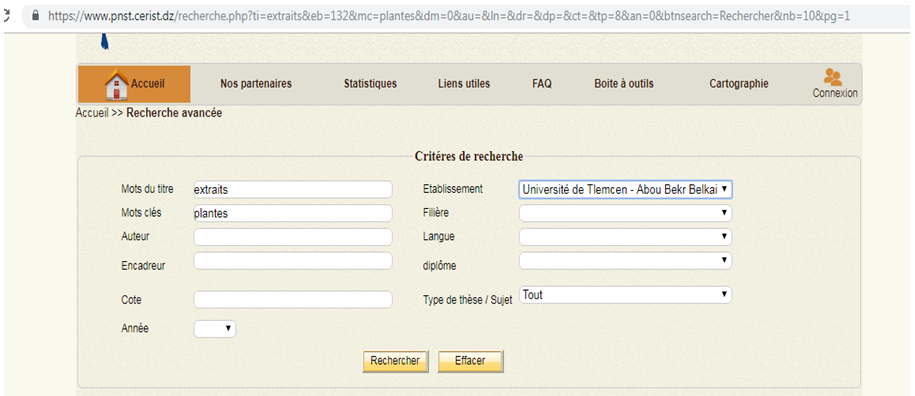 https://www.pnst.cerist.dz/recherche.php?ti=extraits&eb=132&mc=plantes&dm=0&au=&ln=&dr=&dp=&ct=&tp=8&an=0&btnsearch=Rechercher&nb=10&pg=1
Accueil Nos partenaires Statistiques Liens utiles FAQ Boite à outils Cartographie Connexion
Accueil >> Recherche avancée
Critéres de recherche
Mots du titre extraits Etablissement Université de Tlemcen - Abou Bekr Belkai
Mots clés plantes Filière
Auteur Langue
Encadreur diplôme
Cote Type de thèse / Sujet Tout
Année
Rechercher Effacer